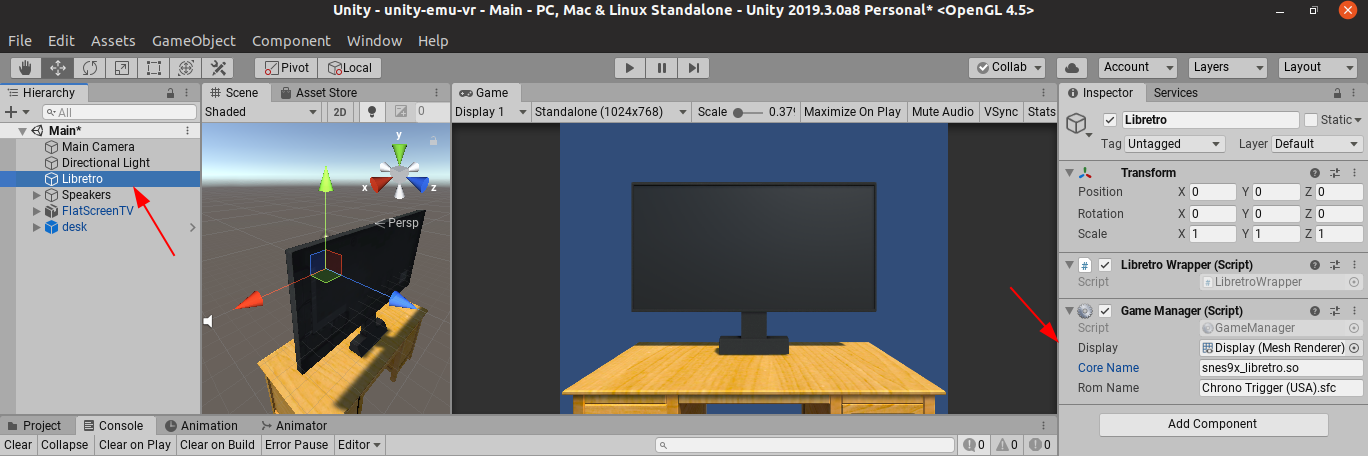 Unity - unity-emu-vr - Main - PC, Mac & Linux Standalone - Unity 2019.3.0a8 Personal* <OpenGL 4.5>
File Edit Assets GameObject Component Window Help
Pivot Local Collab Account Layers Layout
Hierarchy
All
Main*
Main Camera
Directional Light
Libretro
Speakers
FlatScreenTV
desk
Scene Asset Store
Shaded 2D 0
y
x z
Persp
Game
Display 1 Standalone (1024x768) Scale 0.37 Maximize On Play Mute Audio VSync Stats
Inspector Services
Libretro Static
Tag Untagged Layer Default
Transform
Position X 0 Y 0 Z 0
Rotation X 0 Y 0 Z 0
Scale X 1 Y 1 Z 1
# Libretro Wrapper (Script)
Script # LibretroWrapper
Game Manager (Script)
Script GameManager
Display Display (Mesh Renderer)
Core Name snes9x_libretro.so
Rom Name Chrono Trigger (USA).sfc
Add Component
Project Console Animation Animator
Clear Collapse Clear on Play Clear on Build Error Pause Editor 0 0 0